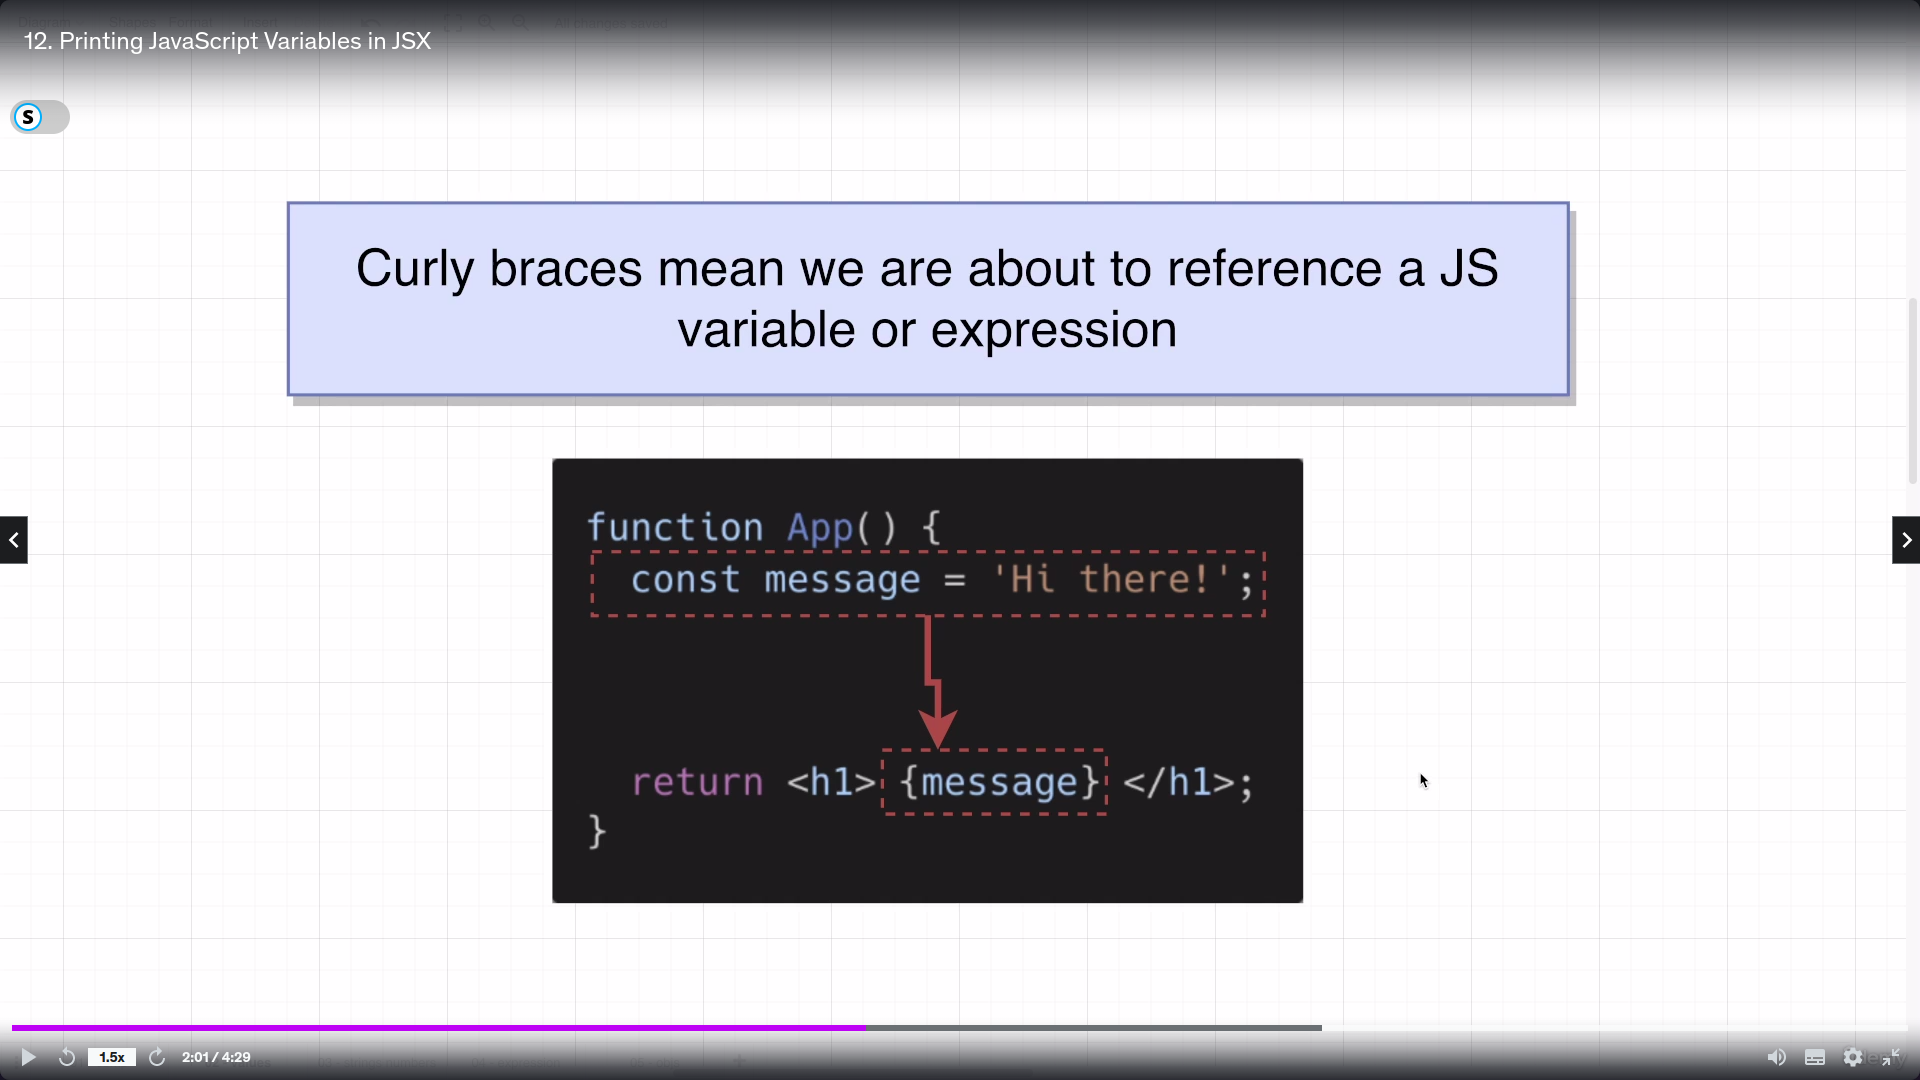 12. Printing JavaScript Variables in JSX
S
Curly braces mean we are about to reference a JS
variable or expression
function App() {
const message = 'Hi there!';
return <h1> {message} </h1>;
}
1.5x
2:01 / 4:29